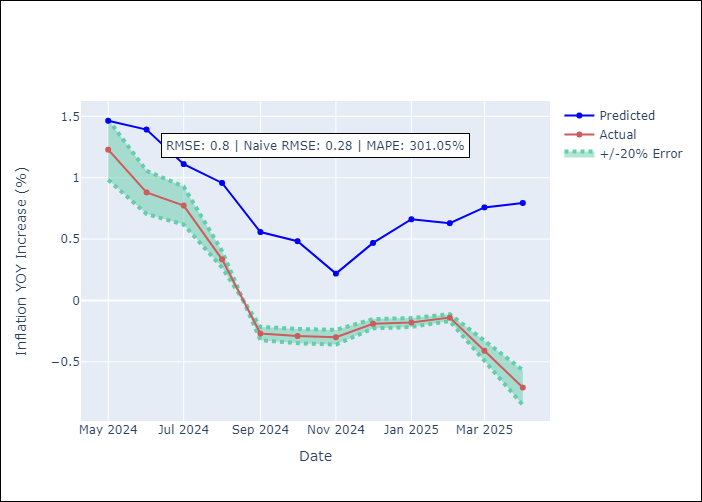 Predicted
Actual
+/-20% Error
RMSE: 0.8 | Naive RMSE: 0.28 | MAPE: 301.05%
Inflation YOY Increase (%)
1.5
1
0.5
0
−0.5
May 2024
Jul 2024
Sep 2024
Nov 2024
Jan 2025
Mar 2025
Date